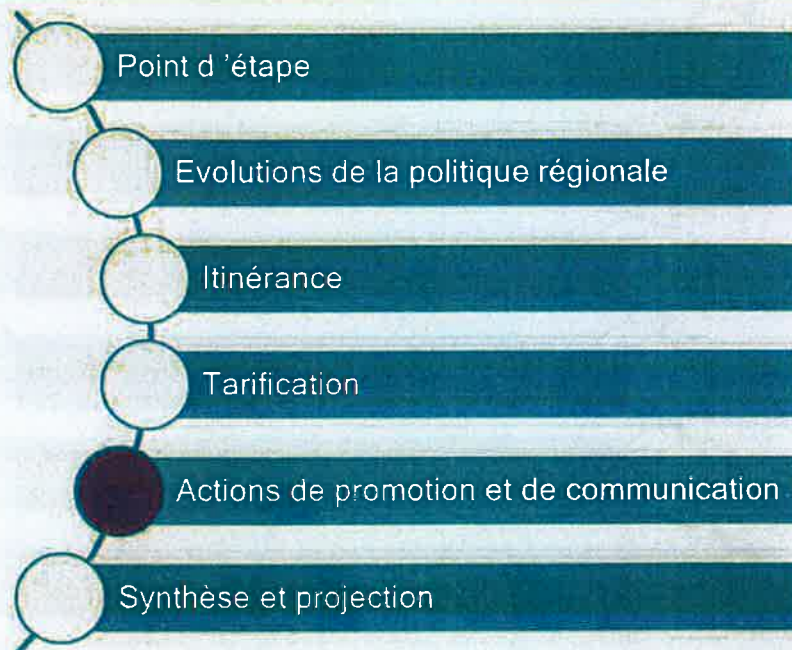 Point d 'étape
Evolutions de la politique régionale
Itinérance
Tarification
Actions de promotion et de communication
Synthèse et projection